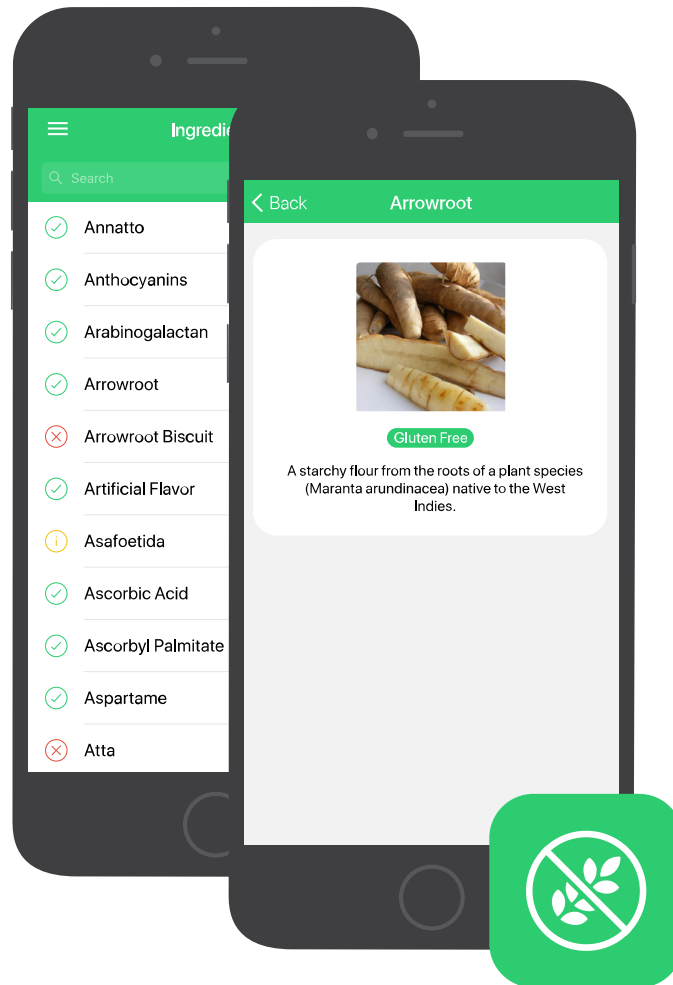 Ingredie
Search
Annatto
Anthocyanins
Arabinogalactan
Arrowroot
Arrowroot Biscuit
Artificial Flavor
Asafoetida
Ascorbic Acid
Ascorbyl Palmitate
Aspartame
Atta
Back
Arrowroot
Gluten Free
A starchy flour from the roots of a plant species
(Maranta arundinacea) native to the West
Indies.